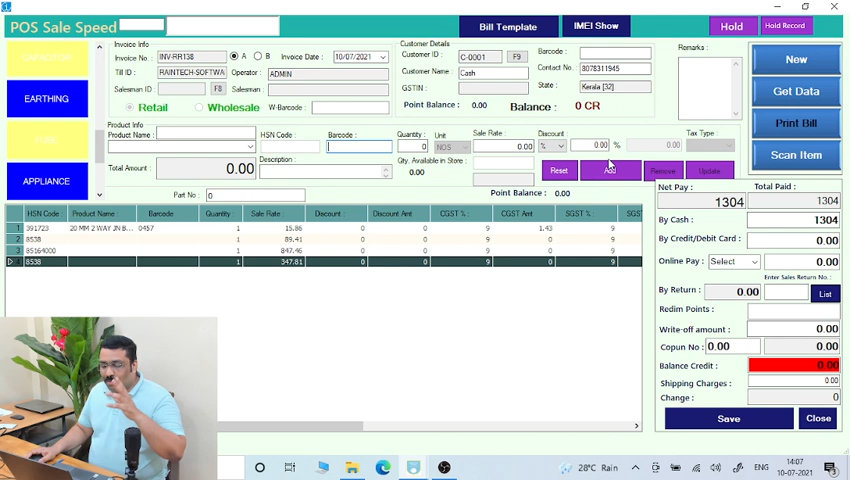 POS Sale Speed
Bill Template
IMEI Show
Hold
Hold Record
CAPACITOR
EARTHING
APPLIANCE
Invoice Info
Invoice No. : INV-RR138 A B Invoice Date : 10/07/2021
Till ID : RAINTECH-SOFTWA Operator : ADMIN
Salesman ID : F8 Salesman :
Retail Wholesale W-Barcode :
Customer Details
Customer ID : C-0001 F9 Barcode :
Customer Name : Cash Contact No. : 8078311945
GSTIN : State : Kerala [32]
Point Balance : 0.00 Balance : 0 CR
Remarks :
New
Get Data
Print Bill
Scan Item
Product Info
Product Name : HSN Code : Barcode : Quantity : Unit Sale Rate : Discount : Tax Type :
0 NOS 0.00 % 0.00 % 0.00
Total Amount : 0.00 Description : Qty. Available in Store : 0.00
Reset Add Remove Update
Part No : 0 Point Balance : 0.00
HSN Code Product Name : Barcode Quantity : Sale Rate : Discount : Discount Amt CGST % : CGST Amt SGST % : SGST
1 391723 20 MM 2 WAY JN B... 0457 1 15.86 0 0 9 1.43 9
2 8538 1 89.41 0 0 9 0 9
3 85164000 1 847.46 0 0 9 0 9
8538 1 347.81 0 0 9 0 9
Net Pay : Total Paid :
1304 1304
By Cash : 1304
By Credit/Debit Card : 0.00
Online Pay : Select 0.00
Enter Sales Return No. :
By Return : 0.00 List
Redim Points :
Write-off amount : 0.00
Copun No : 0.00 0.00
Balance Credit : 0.00
Shipping Charges : 0.00
Change : 0
Save Close
28°C Rain ENG 14:07
10-07-2021